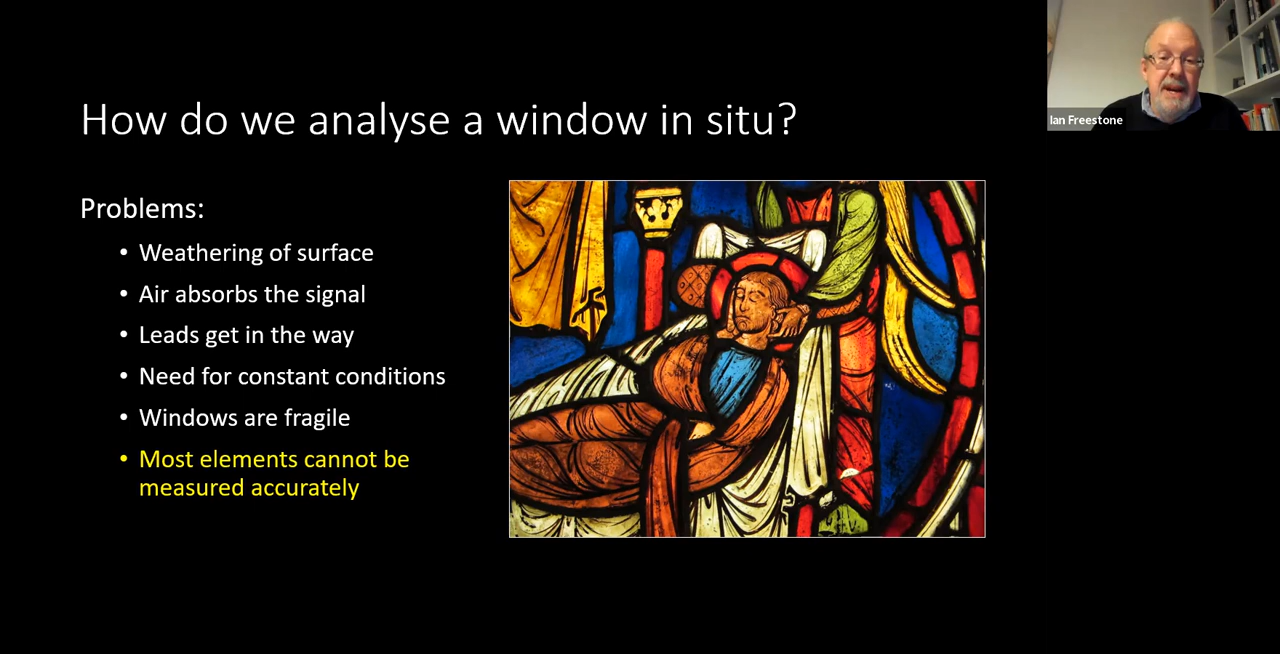 Ian Freestone
How do we analyse a window in situ?
Problems:
• Weathering of surface
• Air absorbs the signal
• Leads get in the way
• Need for constant conditions
• Windows are fragile
• Most elements cannot be
measured accurately